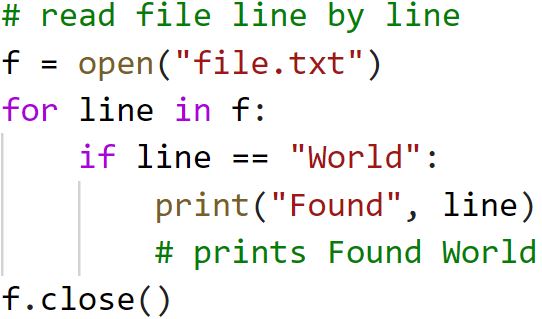 # read file line by line
f = open("file.txt")
for line in f:
    if line == "World":
        print("Found", line)
        # prints Found World
f.close()